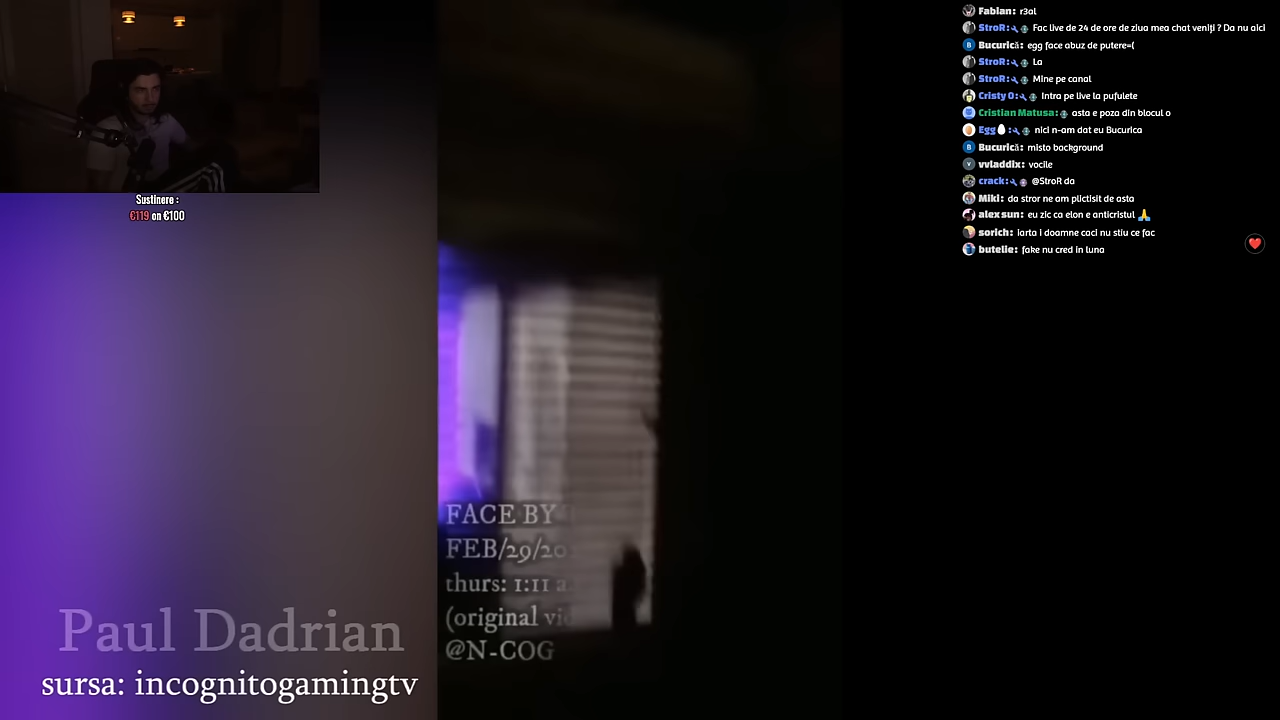 Sustinere :
€119 on €100
FACE BY
FEB/29/20
thurs: 1:11 a
(original vid
@N-COG
Paul Dadrian
sursa: incognitogamingtv
Fabian: r3al
StroR: Fac live de 24 de ore de ziua mea chat veniți ? Da nu aici
Bucurică: egg face abuz de putere=(
StroR: La
StroR: Mine pe canal
Cristy O: Intra pe live la pufulete
Cristian Matusa: asta e poza din blocul o
Egg🥚: nici n-am dat eu Bucurica
Bucurică: misto background
vvladdix: vocile
crack: @StroR da
Miki: da stror ne am plictisit de asta
alex sun: eu zic ca elon e anticristul 🙏
sorich: iarta i doamne caci nu stiu ce fac
butelie: fake nu cred in luna